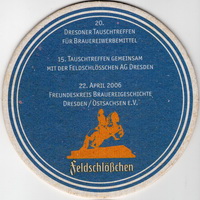 20.
Dresdner Tauschtreffen
für Brauereiwerbemittel
15. Tauschtreffen gemeinsam
mit der Feldschlösschen AG Dresden
22. April 2006
Freundeskreis Brauereigeschichte
Dresden / Ostsachsen e.V.
Feldschlößchen